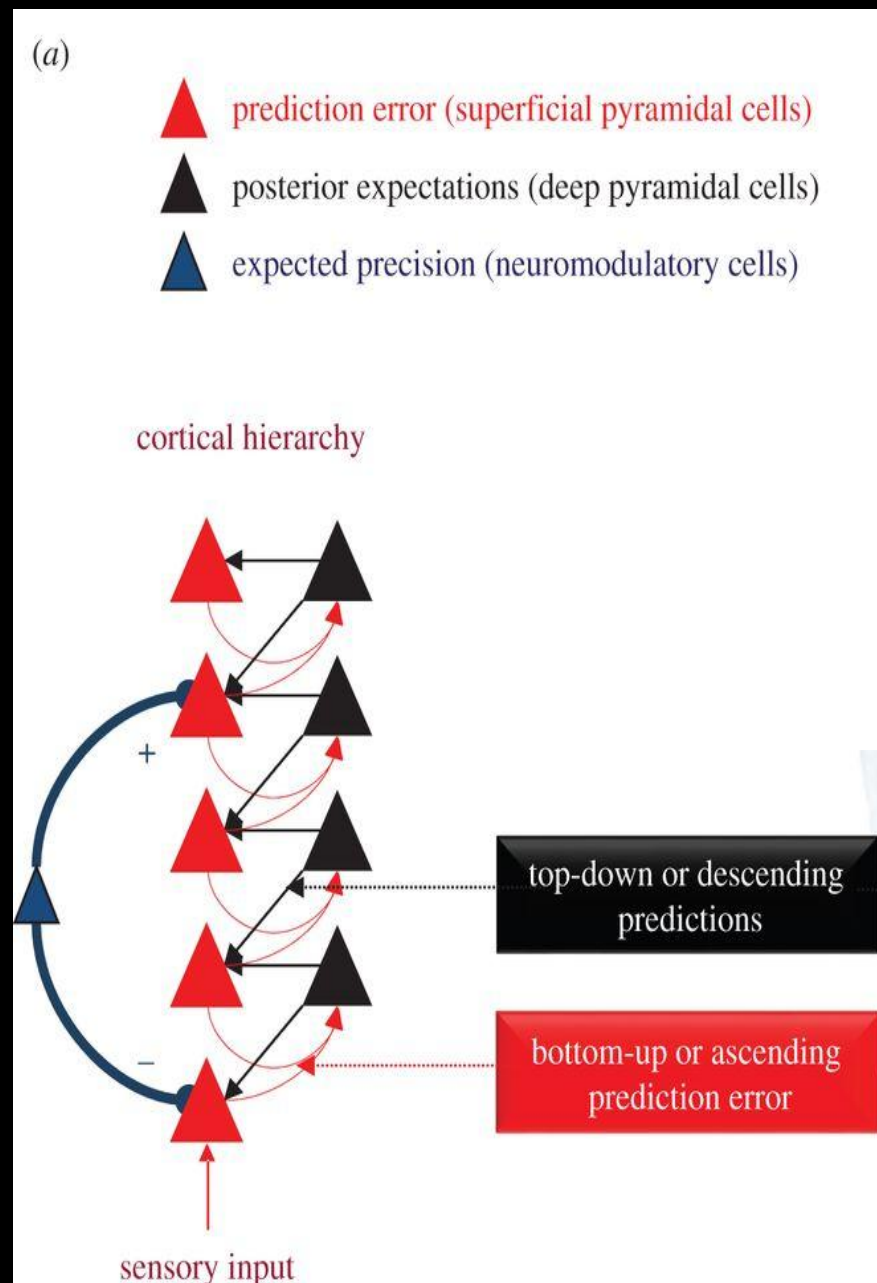 (a)
prediction error (superficial pyramidal cells)
posterior expectations (deep pyramidal cells)
expected precision (neuromodulatory cells)
cortical hierarchy
+
top-down or descending
predictions
−
bottom-up or ascending
prediction error
sensory input